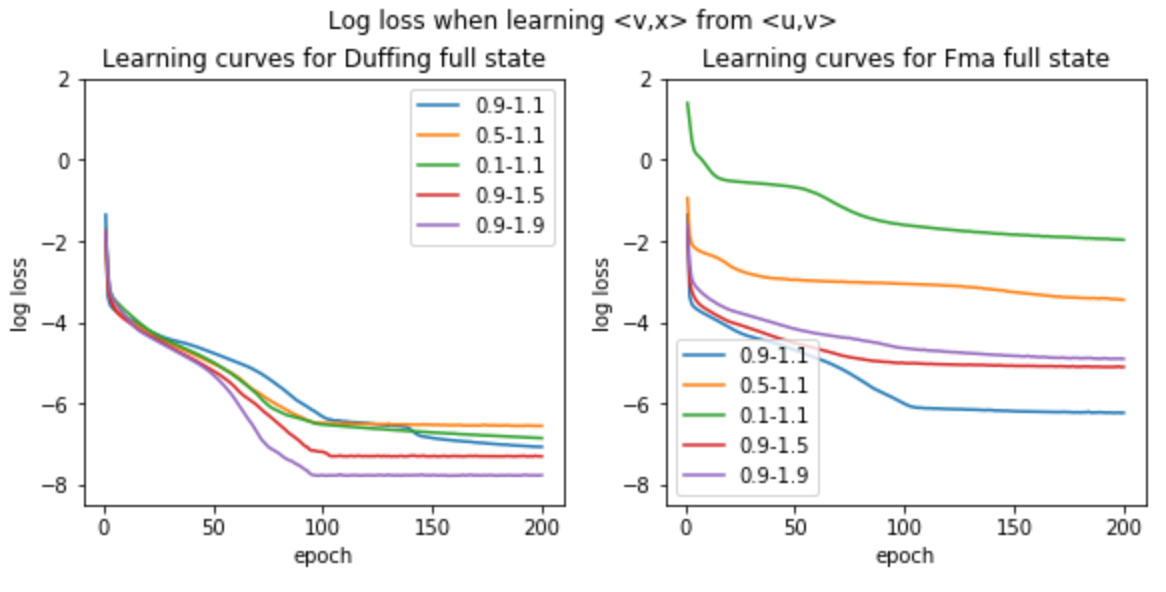 Log loss when learning <v,x> from <u,v>
Learning curves for Duffing full state
2
0
−2
−4
−6
−8
log loss
0 50 100 150 200
epoch
0.9-1.1
0.5-1.1
0.1-1.1
0.9-1.5
0.9-1.9
Learning curves for Fma full state
2
0
−2
−4
−6
−8
log loss
0 50 100 150 200
epoch
0.9-1.1
0.5-1.1
0.1-1.1
0.9-1.5
0.9-1.9